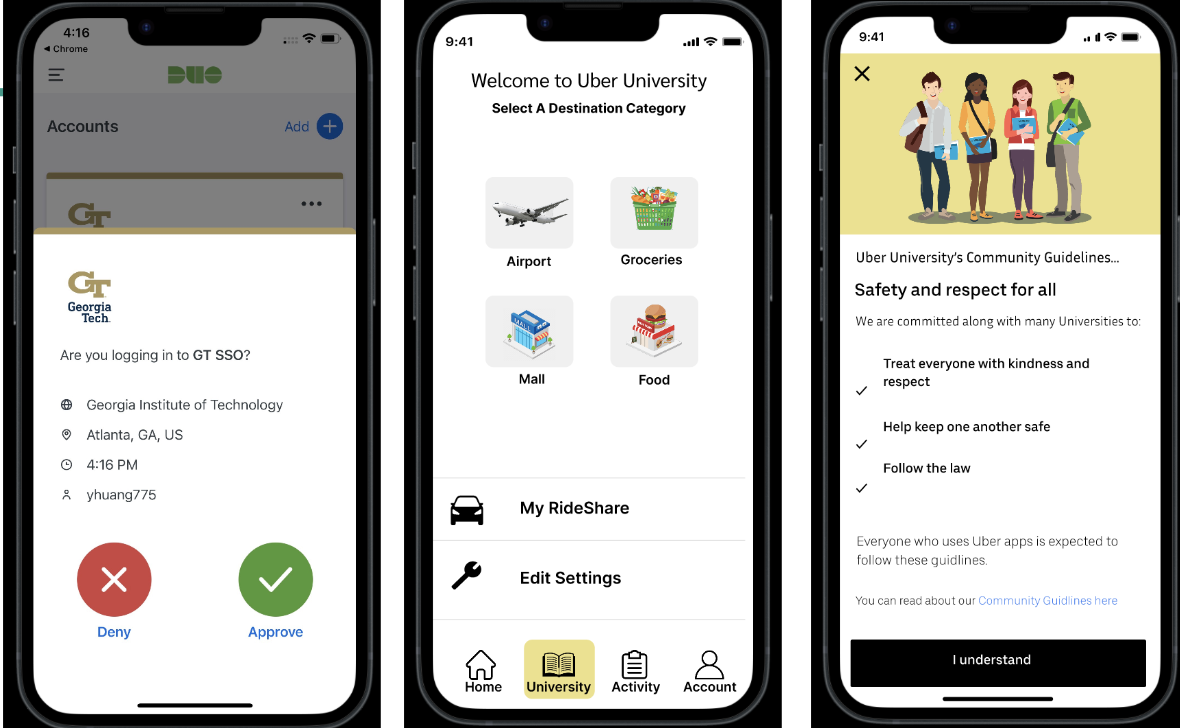 4:16
Chrome
DUO
Accounts
Add
GT
GT
Georgia
Tech
Are you logging in to GT SSO?
Georgia Institute of Technology
Atlanta, GA, US
4:16 PM
yhuang775
Deny
Approve
9:41
Welcome to Uber University
Select A Destination Category
Airport
Groceries
MALL
Mall
Food
My RideShare
Edit Settings
Home
University
Activity
Account
9:41
Uber University's Community Guidelines...
Safety and respect for all
We are committed along with many Universities to:
Treat everyone with kindness and
respect
Help keep one another safe
Follow the law
Everyone who uses Uber apps is expected to
follow these guidlines.
You can read about our Community Guidlines here
I understand